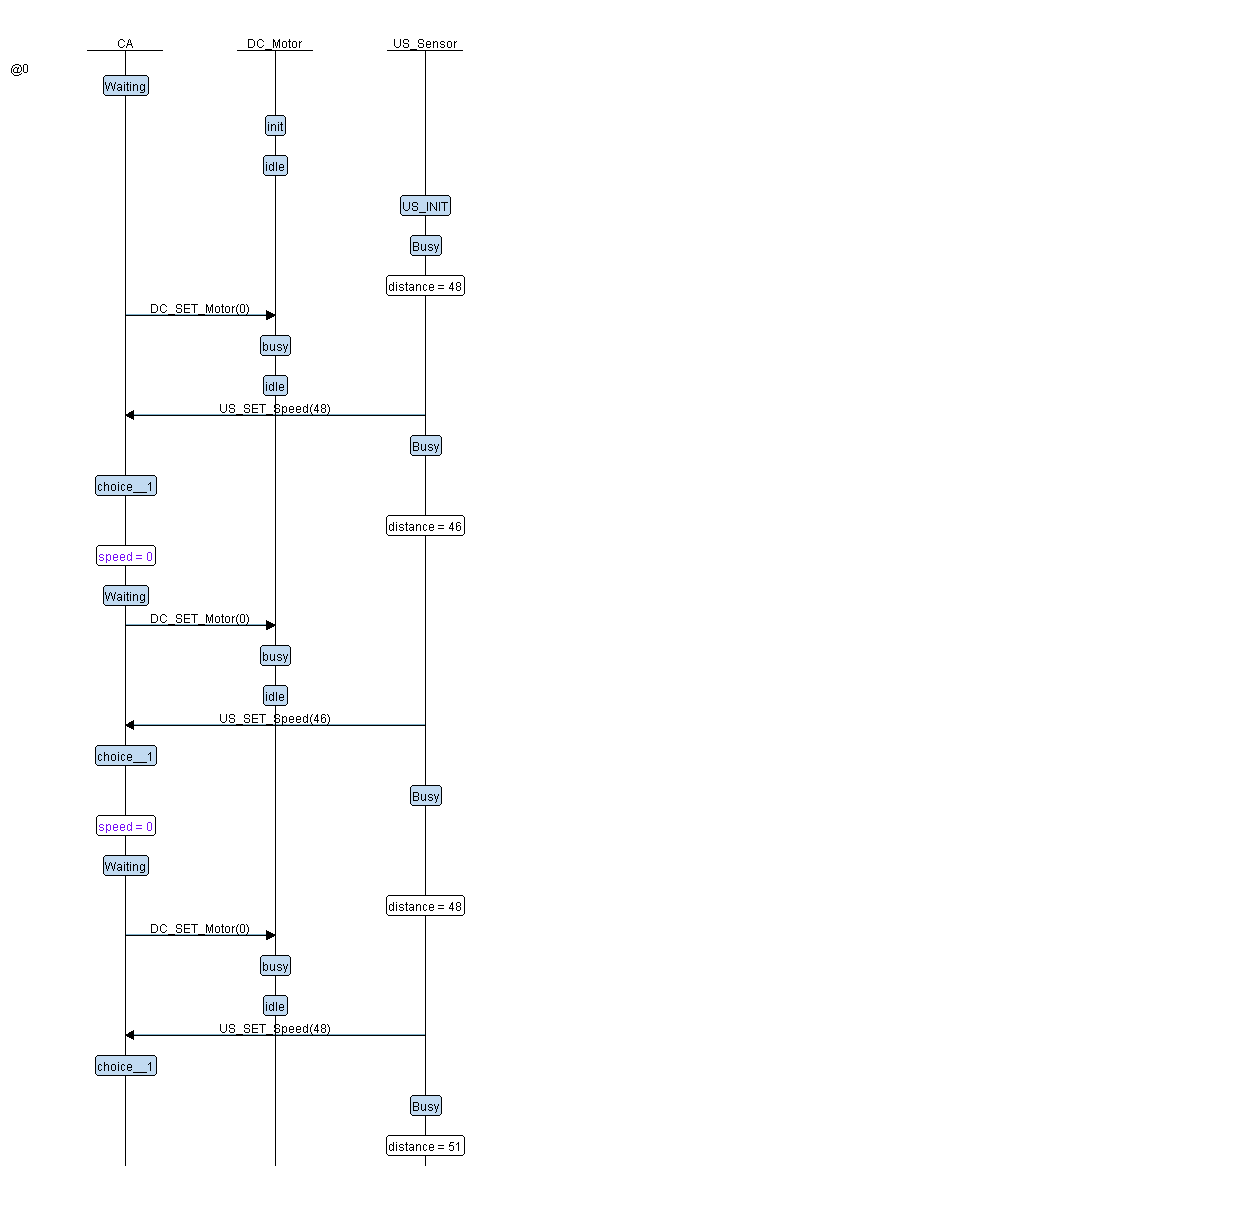 CA DC_Motor US_Sensor
@0
Waiting
init
idle
US_INIT
Busy
distance = 48
DC_SET_Motor(0)
busy
idle
US_SET_Speed(48)
Busy
choice__1
distance = 46
speed = 0
Waiting
DC_SET_Motor(0)
busy
idle
US_SET_Speed(46)
choice__1
Busy
speed = 0
Waiting
distance = 48
DC_SET_Motor(0)
busy
idle
US_SET_Speed(48)
choice__1
Busy
distance = 51